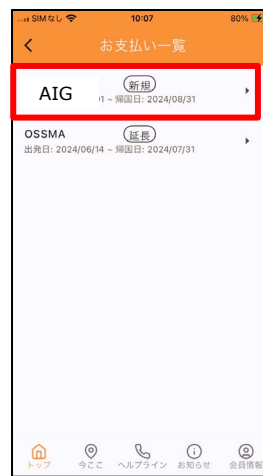 SIMなし 10:07 80%
お支払い一覧
AIG 新規
1 ~ 帰国日: 2024/08/31
OSSMA 延長
出発日: 2024/06/14 ~ 帰国日: 2024/07/31
トップ 今ここ ヘルプライン お知らせ 会員情報